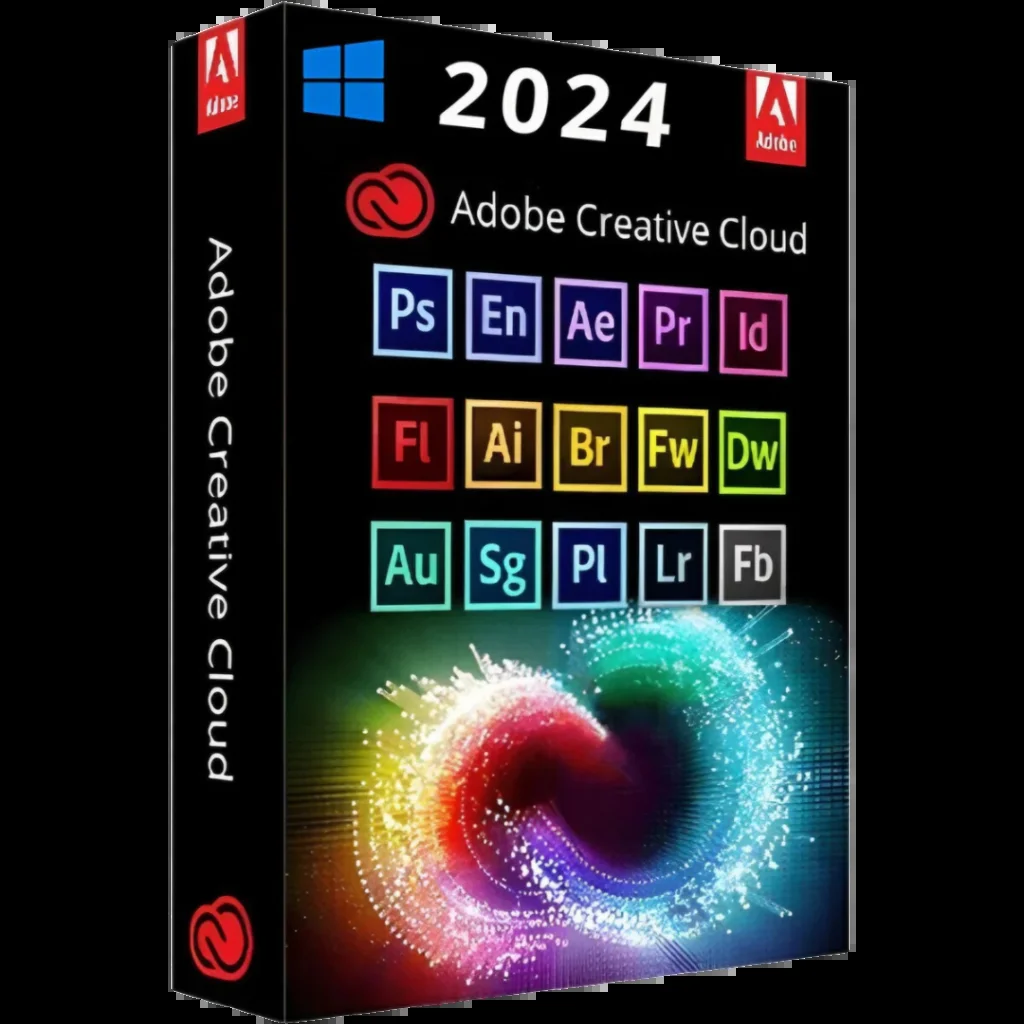 Adobe
Adobe Creative Cloud
2024
Adobe
Adobe Creative Cloud
Ps En Ae Pr Id
Fl Ai Br Fw Dw
Au Sg Pl Lr Fb